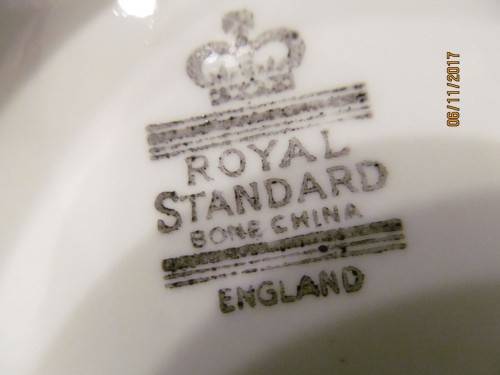 ROYAL
STANDARD
BONE CHINA
ENGLAND
06/11/2017